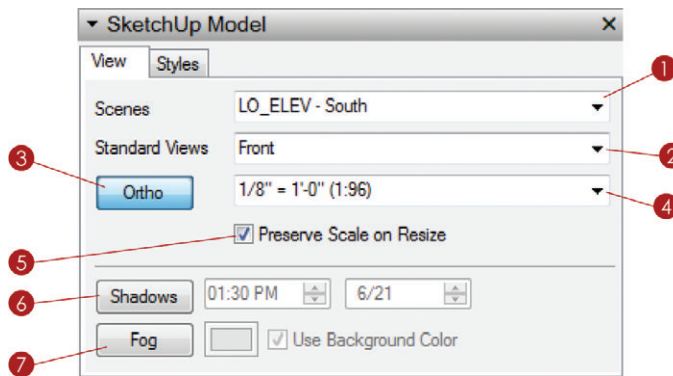 SketchUp Model
View Styles
1
Scenes LO_ELEV - South
Standard Views Front
2
3
Ortho 1/8" = 1'-0" (1:96)
4
Preserve Scale on Resize
5
6
Shadows 01:30 PM 6/21
Fog Use Background Color
7